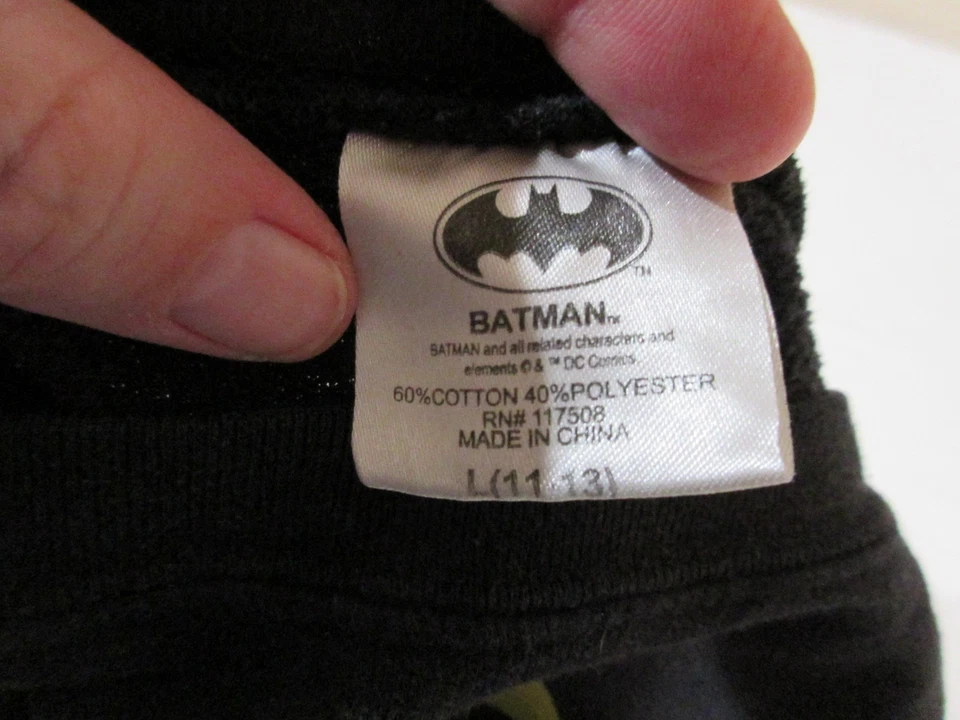 TM
BATMAN™
BATMAN and all related characters and
elements © & ™ DC Comics.
60%COTTON 40%POLYESTER
RN# 117508
MADE IN CHINA
L(11-13)